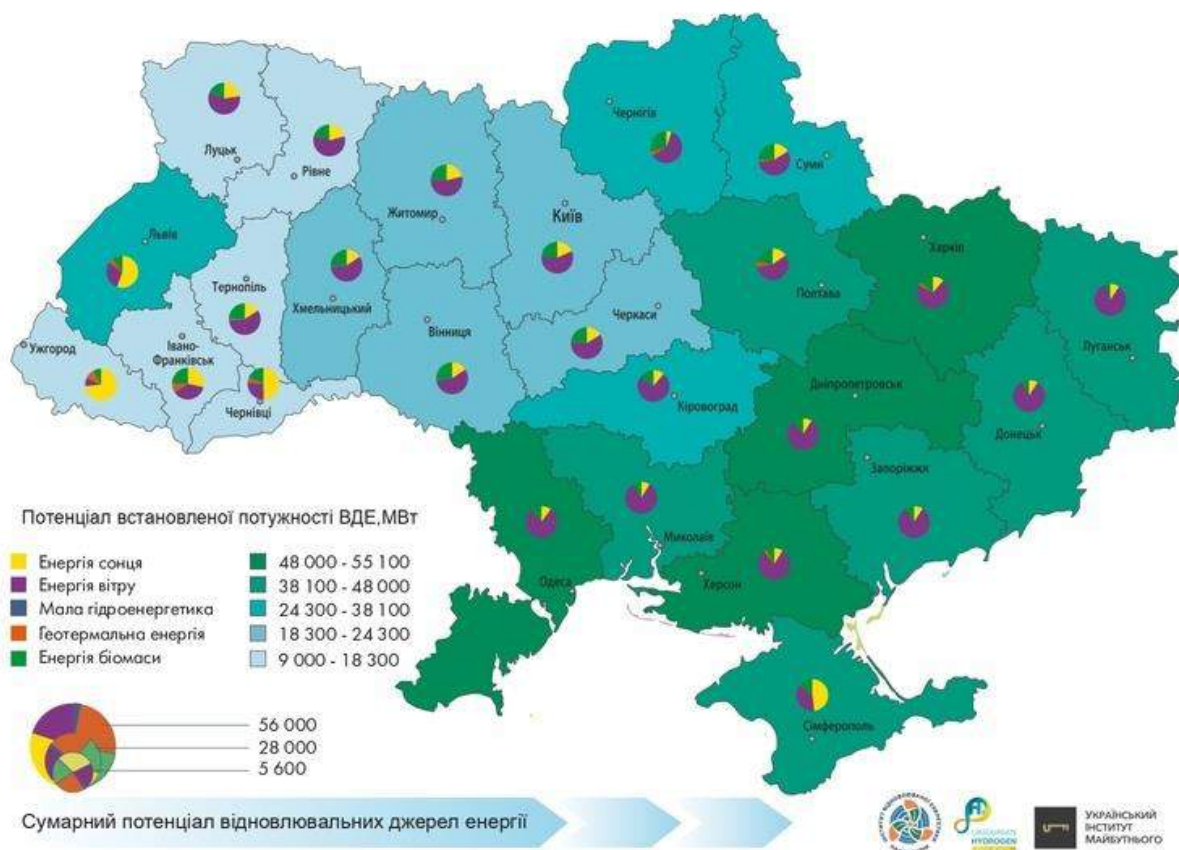 Чернігів
Суми
Луцьк
Рівне
Житомир
Київ
Львів
Харків
Тернопіль
Хмельницький
Полтава
Вінниця
Черкаси
Ужгород
Івано-
Франківськ
Луганськ
Чернівці
Кіровоград
Дніпропетровськ
Донецьк
Запоріжжя
Миколаїв
Одеса
Херсон
Сімферополь
Потенціал встановленої потужності ВДЕ,МВт
Енергія сонця
Енергія вітру
Мала гідроенергетика
Геотермальна енергія
Енергія біомаси
48 000 - 55 100
38 100 - 48 000
24 300 - 38 100
18 300 - 24 300
9 000 - 18 300
56 000
28 000
5 600
Сумарний потенціал відновлювальних джерел енергії
HYDROGEN
УКРАЇНСЬКИЙ
ІНСТИТУТ
МАЙБУТНЬОГО